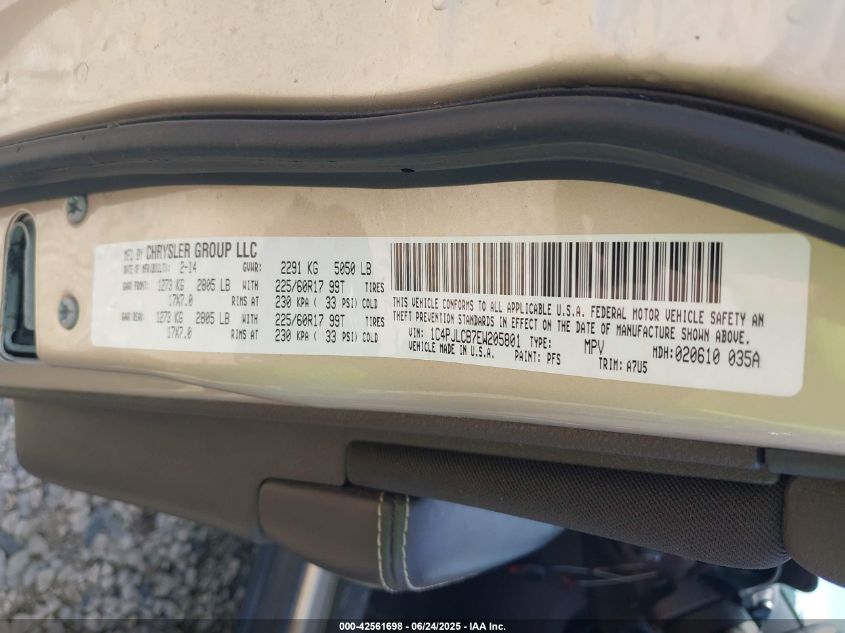 MFD BY CHRYSLER GROUP LLC
DATE OF MFR(BUILT): 2-14 GVWR: 2291 KG 5050 LB
GAWR FRONT: 1273 KG 2805 LB WITH 225/60R17 99T TIRES
17X7.0 RIMS AT 230 KPA ( 33 PSI) COLD
GAWR REAR: 1273 KG 2805 LB WITH 225/60R17 99T TIRES
17X7.0 RIMS AT 230 KPA ( 33 PSI) COLD
THIS VEHICLE CONFORMS TO ALL APPLICABLE U.S.A. FEDERAL MOTOR VEHICLE SAFETY AN
THEFT PREVENTION STANDARDS IN EFFECT ON THE DATE OF MANUFACTURE SHOWN ABOVE.
VIN: 1C4PJLCB7EW205801 TYPE: MPV MDH:020610 035A
VEHICLE MADE IN U.S.A. PAINT: PFS TRIM: A7U5
000-42561698 - 06/24/2025 - IAA Inc.